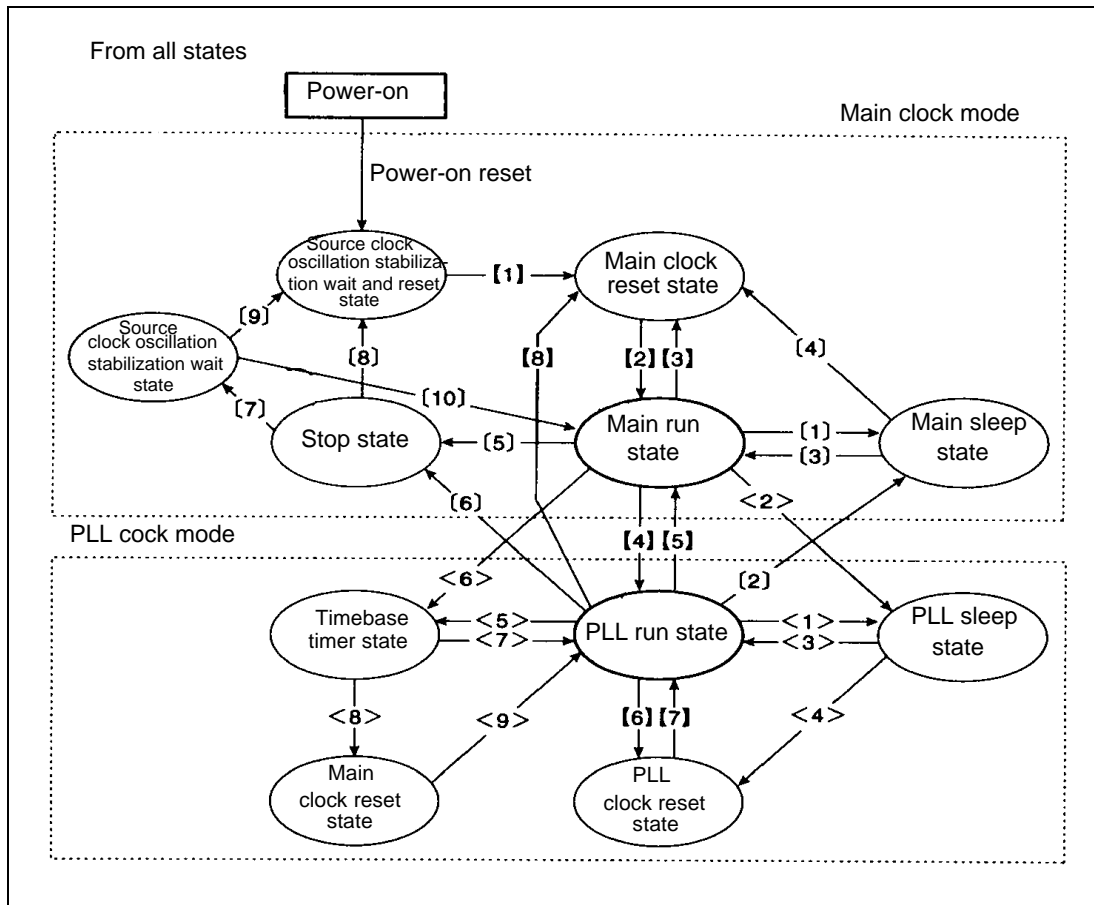 From all states
Power-on
Main clock mode
Power-on reset
Source clock
oscillation stabiliza-
tion wait and reset
state
【1】
Main clock
reset state
〔9〕
Source
clock oscillation
stabilization wait
state
〔8〕
【8】
【2】
【3】
〔4〕
〔7〕
〔10〕
Stop state
〔5〕
Main run
state
〔1〕
〔3〕
Main sleep
state
〔6〕
<2>
PLL cock mode
【4】
【5】
<6>
〔2〕
Timebase
timer state
<5>
<7>
PLL run state
<1>
<3>
PLL sleep
state
<8>
<9>
【6】
【7】
<4>
Main
clock reset
state
PLL
clock reset
state